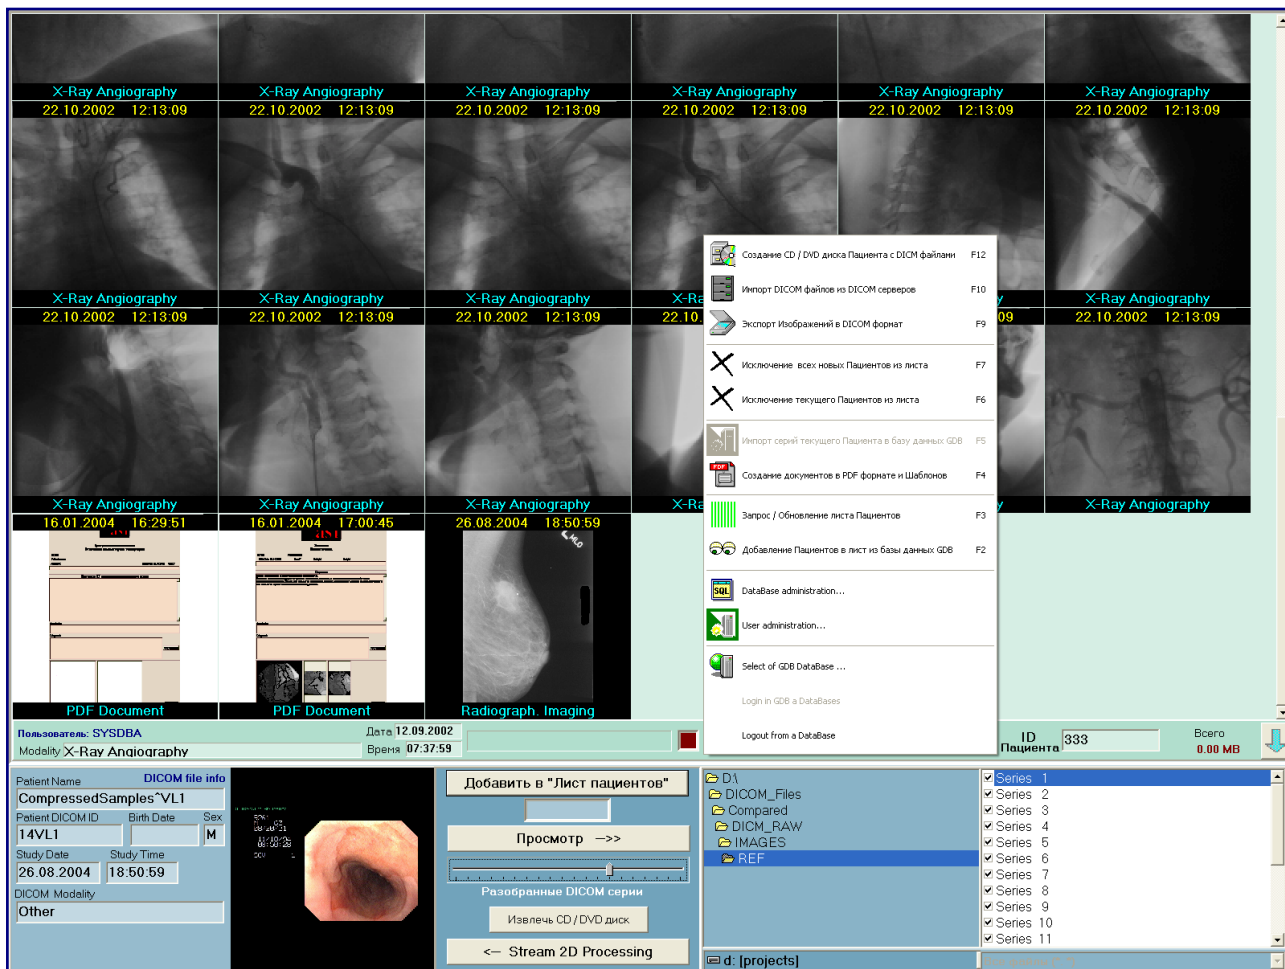 X-Ray Angiography X-Ray Angiography X-Ray Angiography X-Ray Angiography X-Ray Angiography X-Ray Angiography
22.10.2002 12:13:09 22.10.2002 12:13:09 22.10.2002 12:13:09 22.10.2002 12:13:09 22.10.2002 12:13:09 22.10.2002 12:13:09
X-Ray Angiography X-Ray Angiography X-Ray Angiography X-Ra y X-Ray Angiography
22.10.2002 12:13:09 22.10.2002 12:13:09 22.10.2002 12:13:09 22.10 09 22.10.2002 12:13:09
X-Ray Angiography X-Ray Angiography X-Ray Angiography X-Ra y X-Ray Angiography
16.01.2004 16:29:51 16.01.2004 17:00:45 26.08.2004 18:50:59
MLO
PDF Document PDF Document Radiograph. Imaging
Создание CD / DVD диска Пациента с DICM файлами F12
Импорт DICOM файлов из DICOM серверов F10
Экспорт Изображений в DICOM формат F9
Исключение всех новых Пациентов из листа F7
Исключение текущего Пациентов из листа F6
Импорт серий текущего Пациента в базу данных GDB F5
PDF Создание документов в PDF формате и Шаблонов F4
Запрос / Обновление листа Пациентов F3
Добавление Пациентов в лист из базы данных GDB F2
SQL DataBase administration...
User administration...
Select of GDB DataBase ...
Login in GDB a DataBases
Logout from a DataBase
Пользователь: SYSDBA Дата 12.09.2002
Modality X-Ray Angiography Время 07:37:59
ID Пациента 333
Всего
0.00 MB
Patient Name DICOM file info
CompressedSamples^VL1
Patient DICOM ID Birth Date Sex
14VL1 M
Study Date Study Time
26.08.2004 18:50:59
DICOM Modality
Other
Добавить в "Лист пациентов"
Просмотр -->>
Разобранные DICOM серии
Извлечь CD / DVD диск
<-- Stream 2D Processing
D:\
DICOM_Files
Compared
DICM_RAW
IMAGES
REF
d: [projects]
Series 1
Series 2
Series 3
Series 4
Series 5
Series 6
Series 7
Series 8
Series 9
Series 10
Series 11